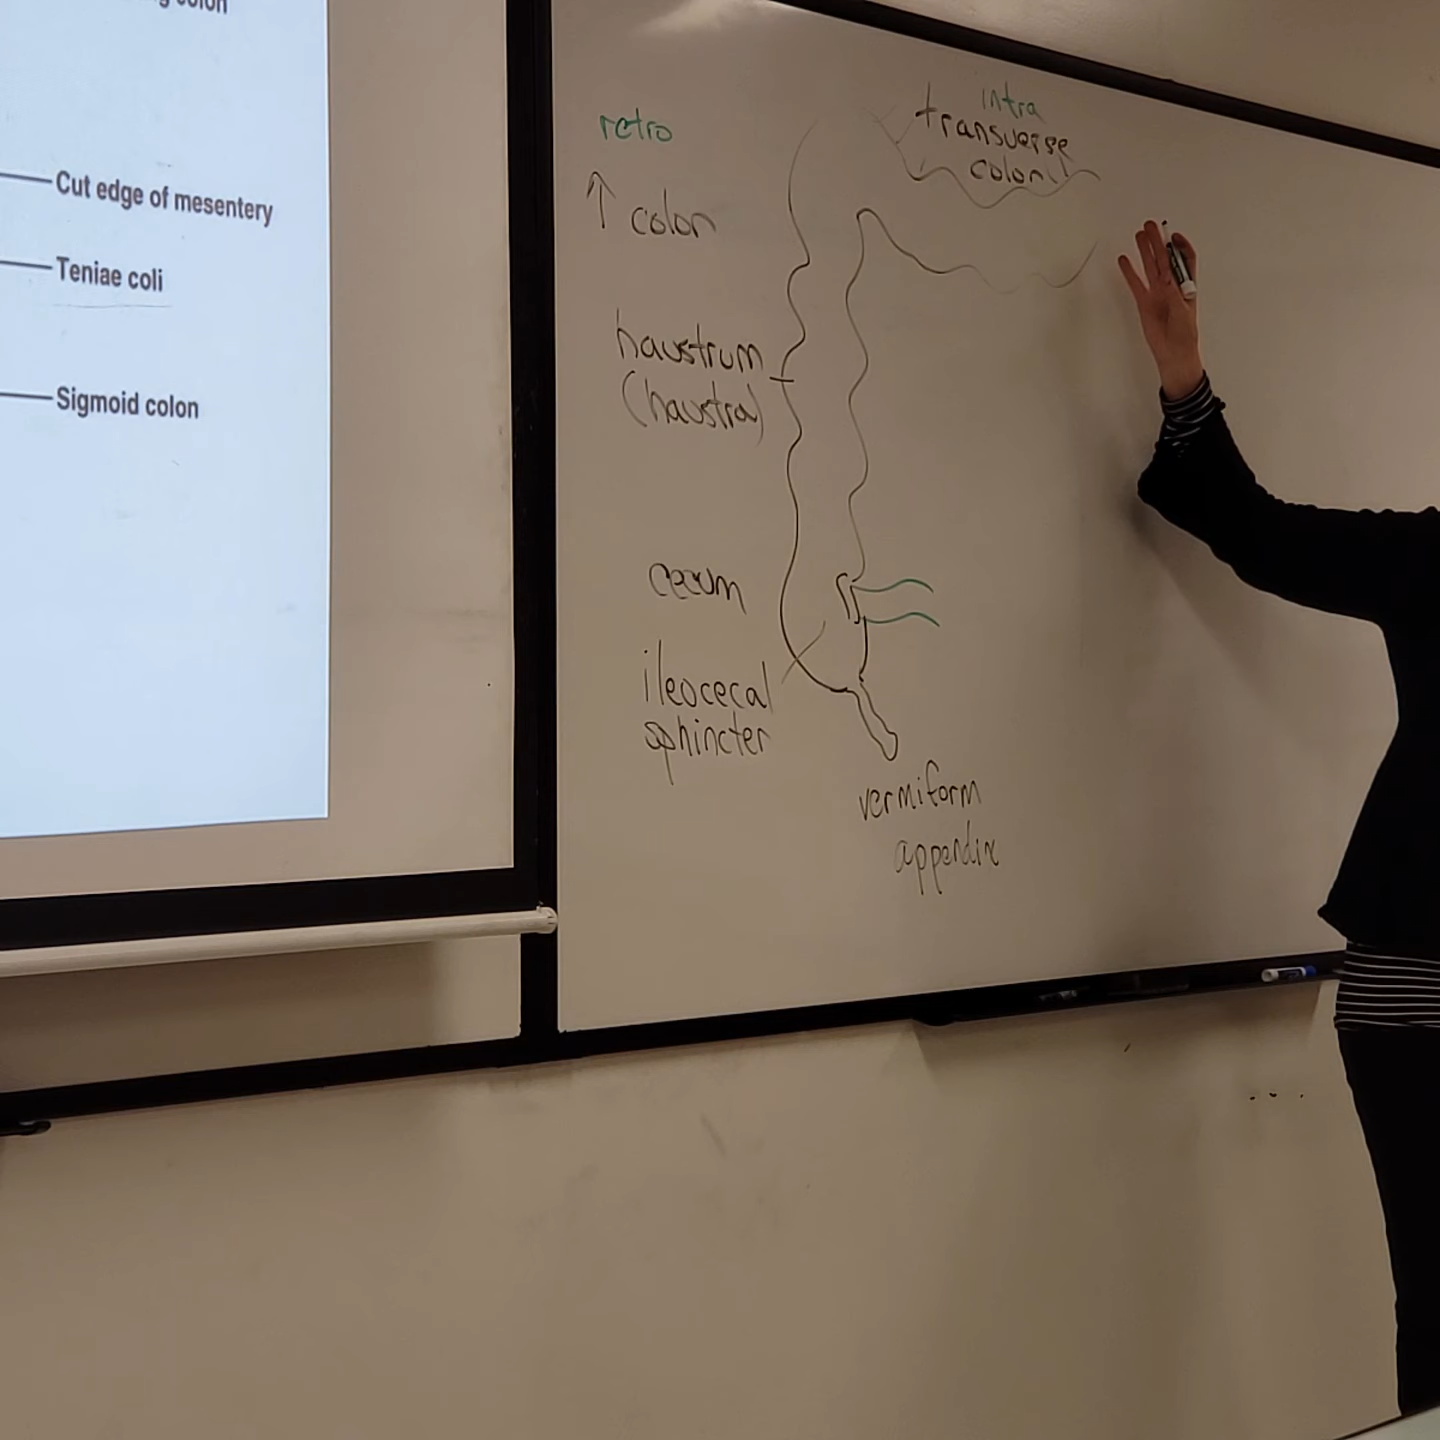 colon
Cut edge of mesentery
Teniae coli
Sigmoid colon
retro
↑ colon
haustrum
(haustra)
cecum
ileocecal
sphincter
intra
transverse
colon
vermiform
appendix